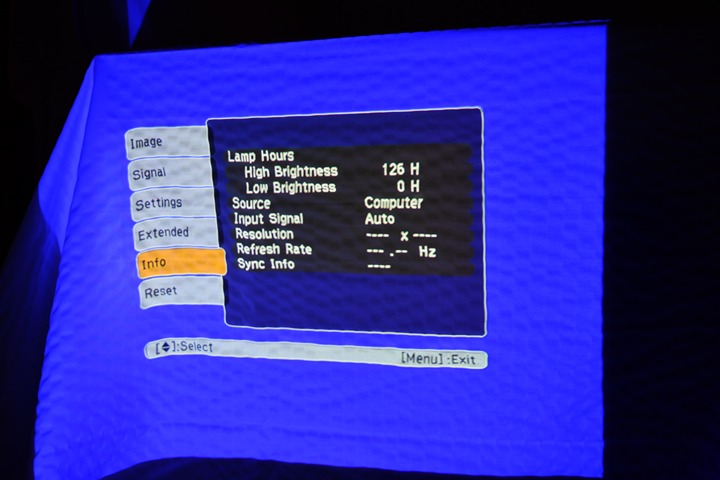 Image
Signal
Settings
Extended
Info
Reset
Lamp Hours
High Brightness 126 H
Low Brightness 0 H
Source Computer
Input Signal Auto
Resolution ---- x ----
Refresh Rate ---.-- Hz
Sync Info ----
[◆]:Select
[Menu]:Exit